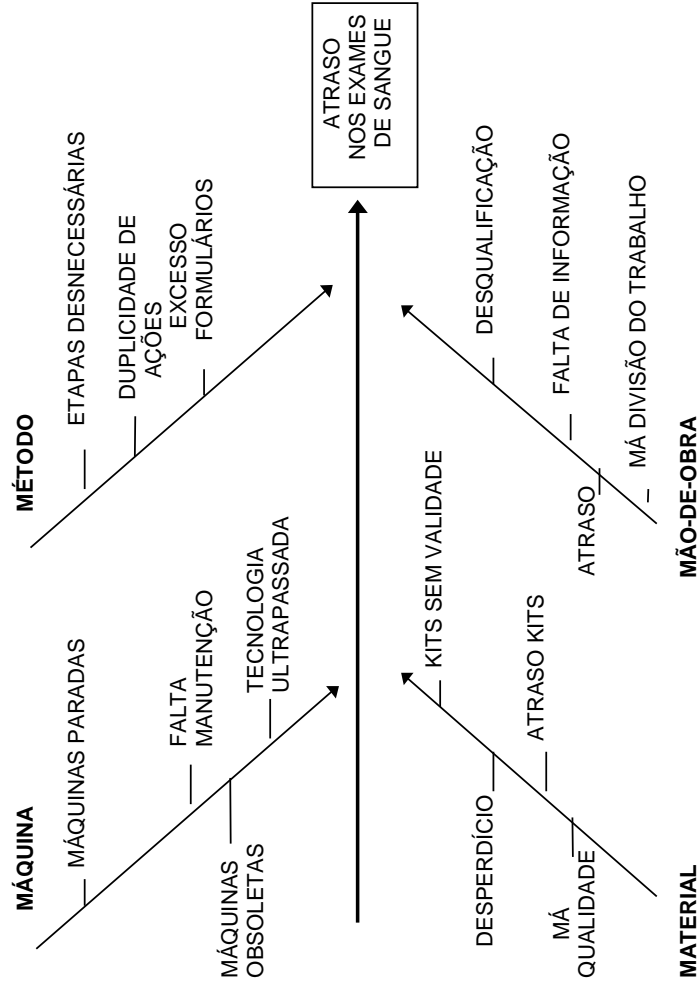 MÁQUINA
MÁQUINAS PARADAS
FALTA
MANUTENÇÃO
MÁQUINAS
OBSOLETAS
TECNOLOGIA
ULTRAPASSADA
MÉTODO
ETAPAS DESNECESSÁRIAS
DUPLICIDADE DE
AÇÕES
EXCESSO
FORMULÁRIOS
ATRASO
NOS EXAMES
DE SANGUE
KITS SEM VALIDADE
DESPERDÍCIO
ATRASO KITS
MÁ
QUALIDADE
MATERIAL
DESQUALIFICAÇÃO
FALTA DE INFORMAÇÃO
ATRASO
MÁ DIVISÃO DO TRABALHO
MÃO-DE-OBRA